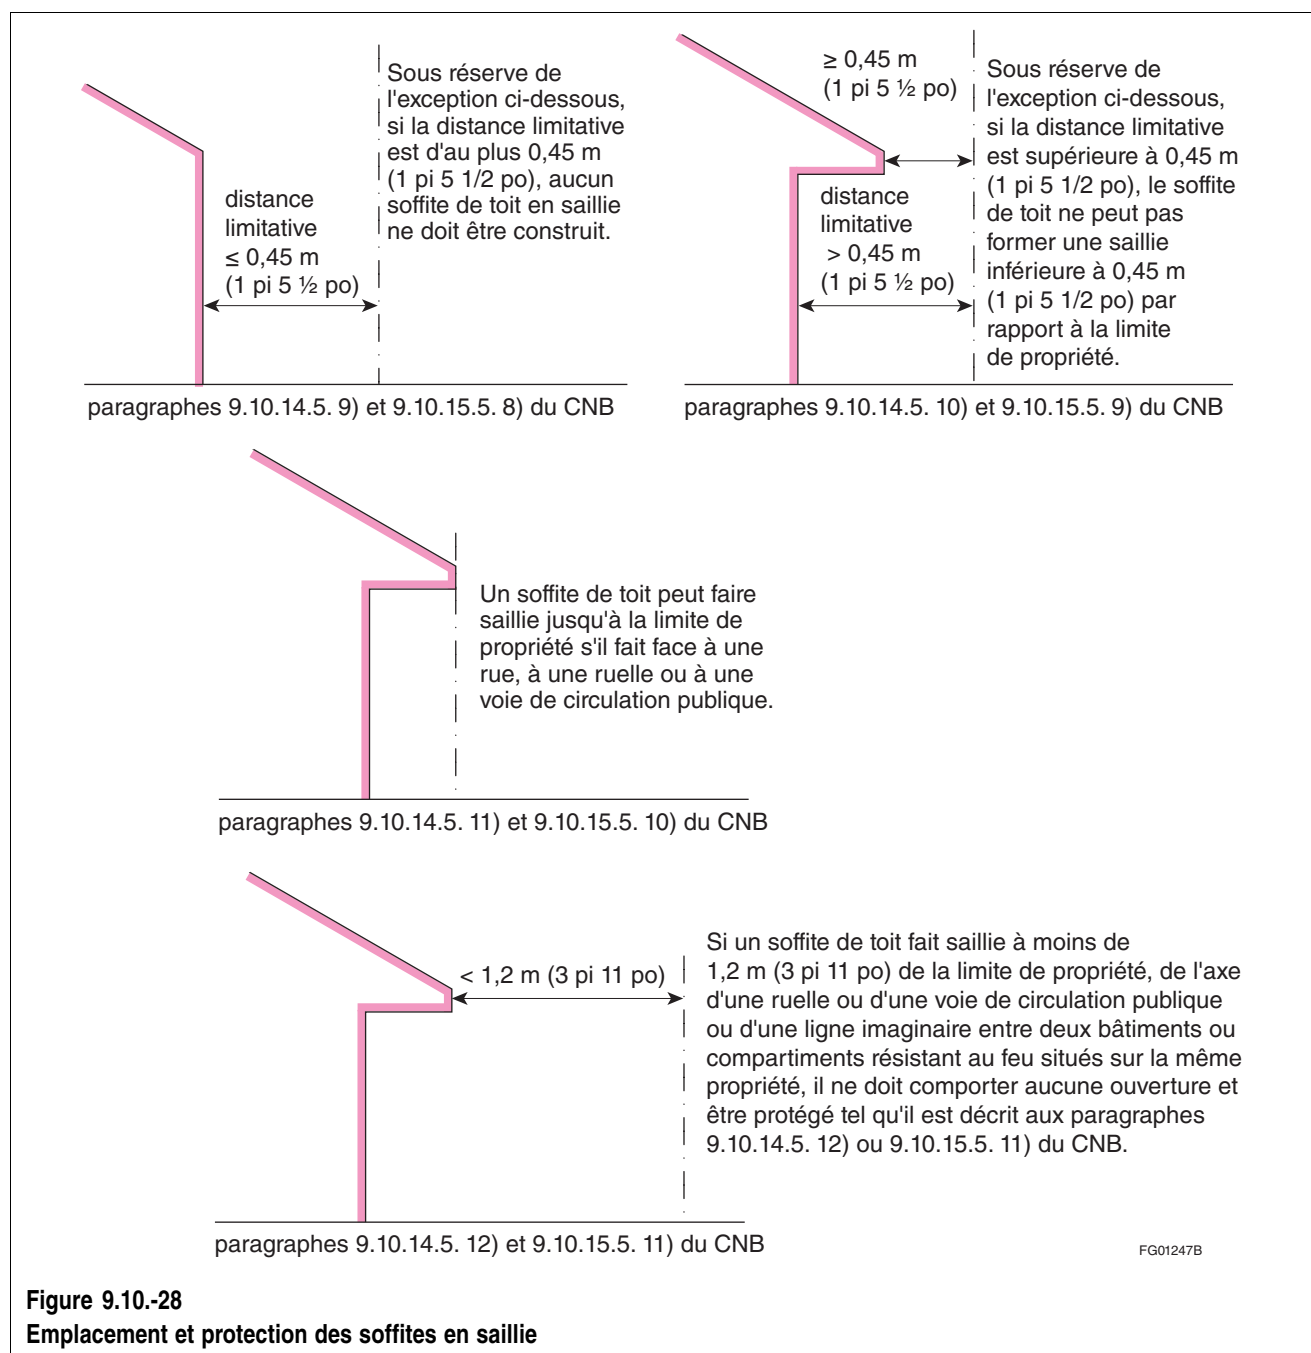 Sous réserve de
l'exception ci-dessous,
si la distance limitative
est d'au plus 0,45 m
(1 pi 5 1/2 po), aucun
soffite de toit en saillie
ne doit être construit.
distance
limitative
≤ 0,45 m
(1 pi 5 ½ po)
paragraphes 9.10.14.5. 9) et 9.10.15.5. 8) du CNB
≥ 0,45 m
(1 pi 5 ½ po)
distance
limitative
> 0,45 m
(1 pi 5 ½ po)
Sous réserve de
l'exception ci-dessous,
si la distance limitative
est supérieure à 0,45 m
(1 pi 5 1/2 po), le soffite
de toit ne peut pas
former une saillie
inférieure à 0,45 m
(1 pi 5 1/2 po) par
rapport à la limite
de propriété.
paragraphes 9.10.14.5. 10) et 9.10.15.5. 9) du CNB
Un soffite de toit peut faire
saillie jusqu'à la limite de
propriété s'il fait face à une
rue, à une ruelle ou à une
voie de circulation publique.
paragraphes 9.10.14.5. 11) et 9.10.15.5. 10) du CNB
< 1,2 m (3 pi 11 po)
Si un soffite de toit fait saillie à moins de
1,2 m (3 pi 11 po) de la limite de propriété, de l'axe
d'une ruelle ou d'une voie de circulation publique
ou d'une ligne imaginaire entre deux bâtiments ou
compartiments résistant au feu situés sur la même
propriété, il ne doit comporter aucune ouverture et
être protégé tel qu'il est décrit aux paragraphes
9.10.14.5. 12) ou 9.10.15.5. 11) du CNB.
paragraphes 9.10.14.5. 12) et 9.10.15.5. 11) du CNB
FG01247B
Figure 9.10.-28
Emplacement et protection des soffites en saillie